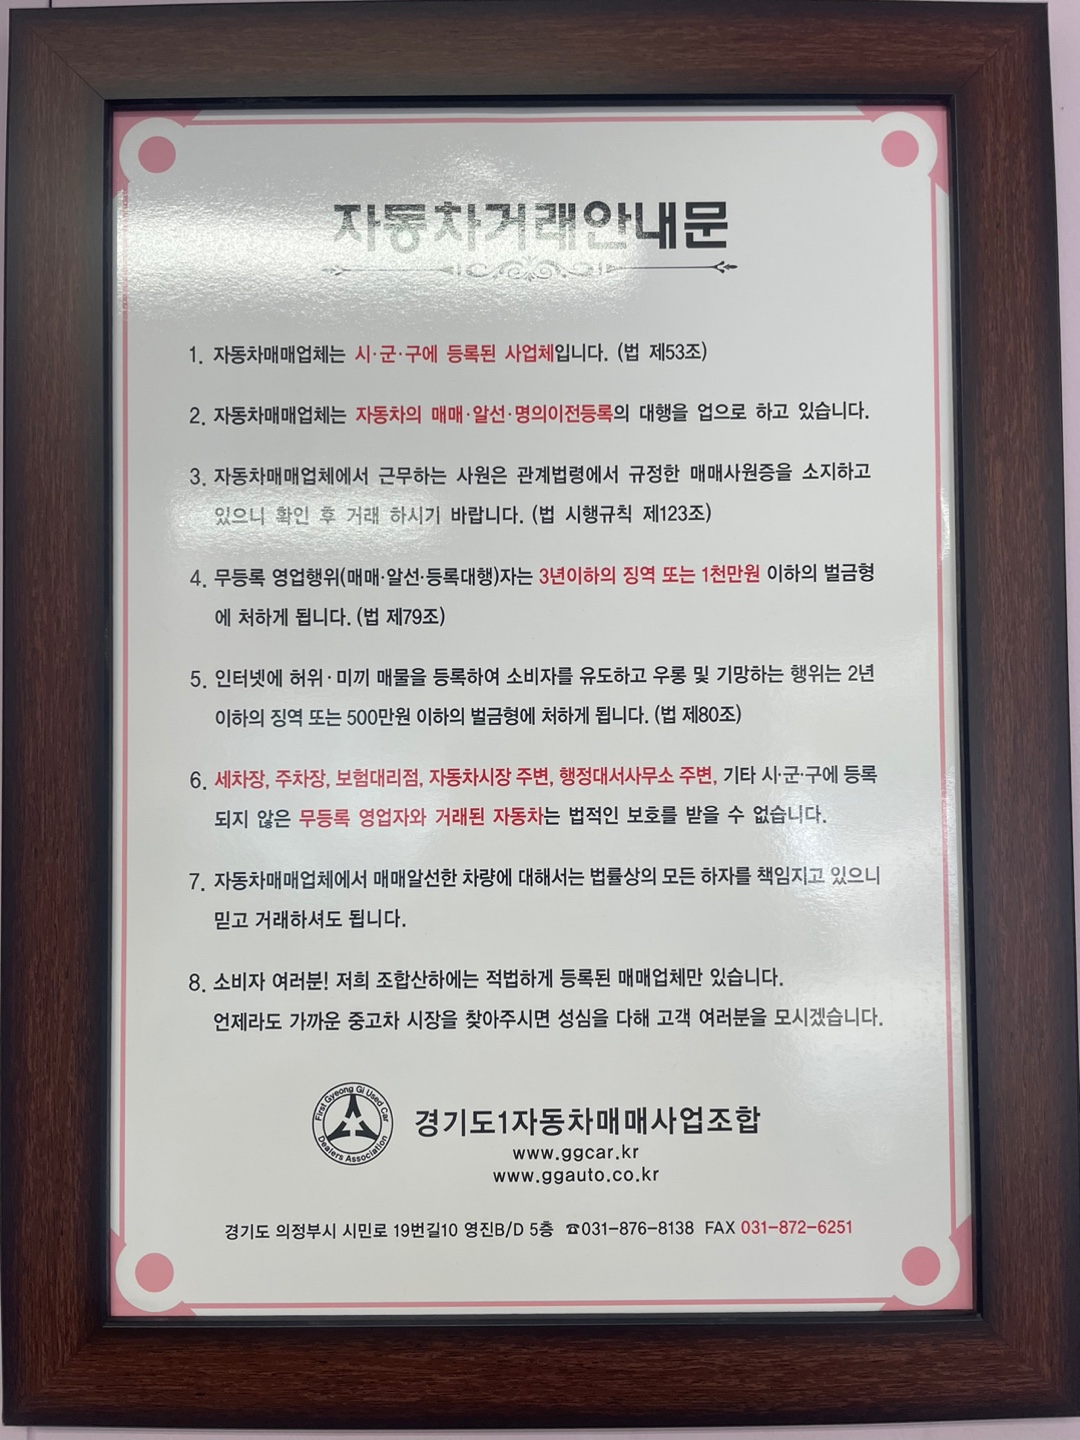 자동차거래안내문
1. 자동차매매업체는 시·군·구에 등록된 사업체입니다. (법 제53조)
2. 자동차매매업체는 자동차의 매매·알선·명의이전등록의 대행을 업으로 하고 있습니다.
3. 자동차매매업체에서 근무하는 사원은 관계법령에서 규정한 매매사원증을 소지하고
있으니 확인 후 거래 하시기 바랍니다. (법 시행규칙 제123조)
4. 무등록 영업행위(매매·알선·등록대행)자는 3년이하의 징역 또는 1천만원 이하의 벌금형
에 처하게 됩니다. (법 제79조)
5. 인터넷에 허위·미끼 매물을 등록하여 소비자를 유도하고 우롱 및 기망하는 행위는 2년
이하의 징역 또는 500만원 이하의 벌금형에 처하게 됩니다. (법 제80조)
6. 세차장, 주차장, 보험대리점, 자동차시장 주변, 행정대서사무소 주변, 기타 시·군·구에 등록
되지 않은 무등록 영업자와 거래된 자동차는 법적인 보호를 받을 수 없습니다.
7. 자동차매매업체에서 매매알선한 차량에 대해서는 법률상의 모든 하자를 책임지고 있으니
믿고 거래하셔도 됩니다.
8. 소비자 여러분! 저희 조합산하에는 적법하게 등록된 매매업체만 있습니다.
언제라도 가까운 중고차 시장을 찾아주시면 성심을 다해 고객 여러분을 모시겠습니다.
First Gyeong Gi Used Car
Dealers Association
경기도1자동차매매사업조합
www.ggcar.kr
www.ggauto.co.kr
경기도 의정부시 시민로 19번길10 영진B/D 5층 ☎031-876-8138 FAX 031-872-6251